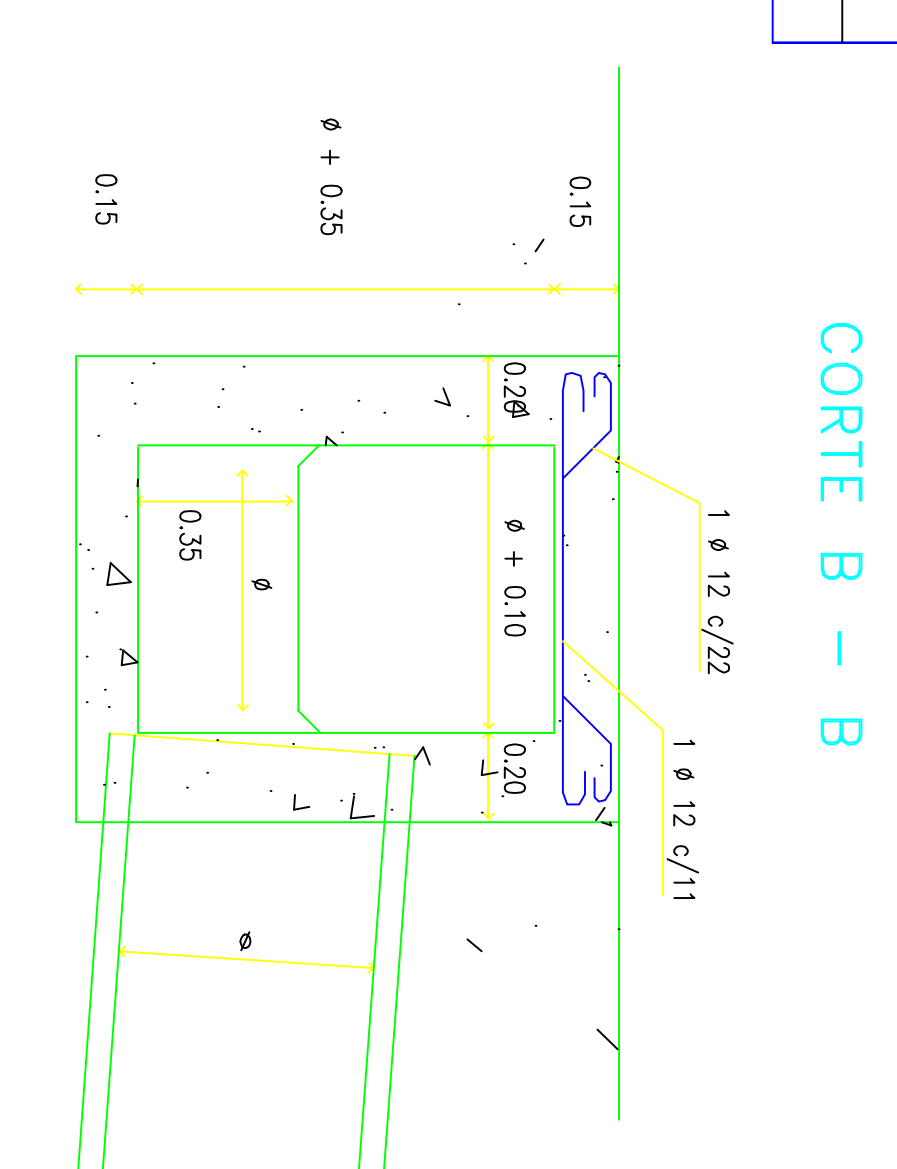 CORTE B - B
1 ø 12 c/22
1 ø 12 c/11
0.15
ø + 0.35
0.15
0.20
ø + 0.10
0.20
0.35
ø
ø